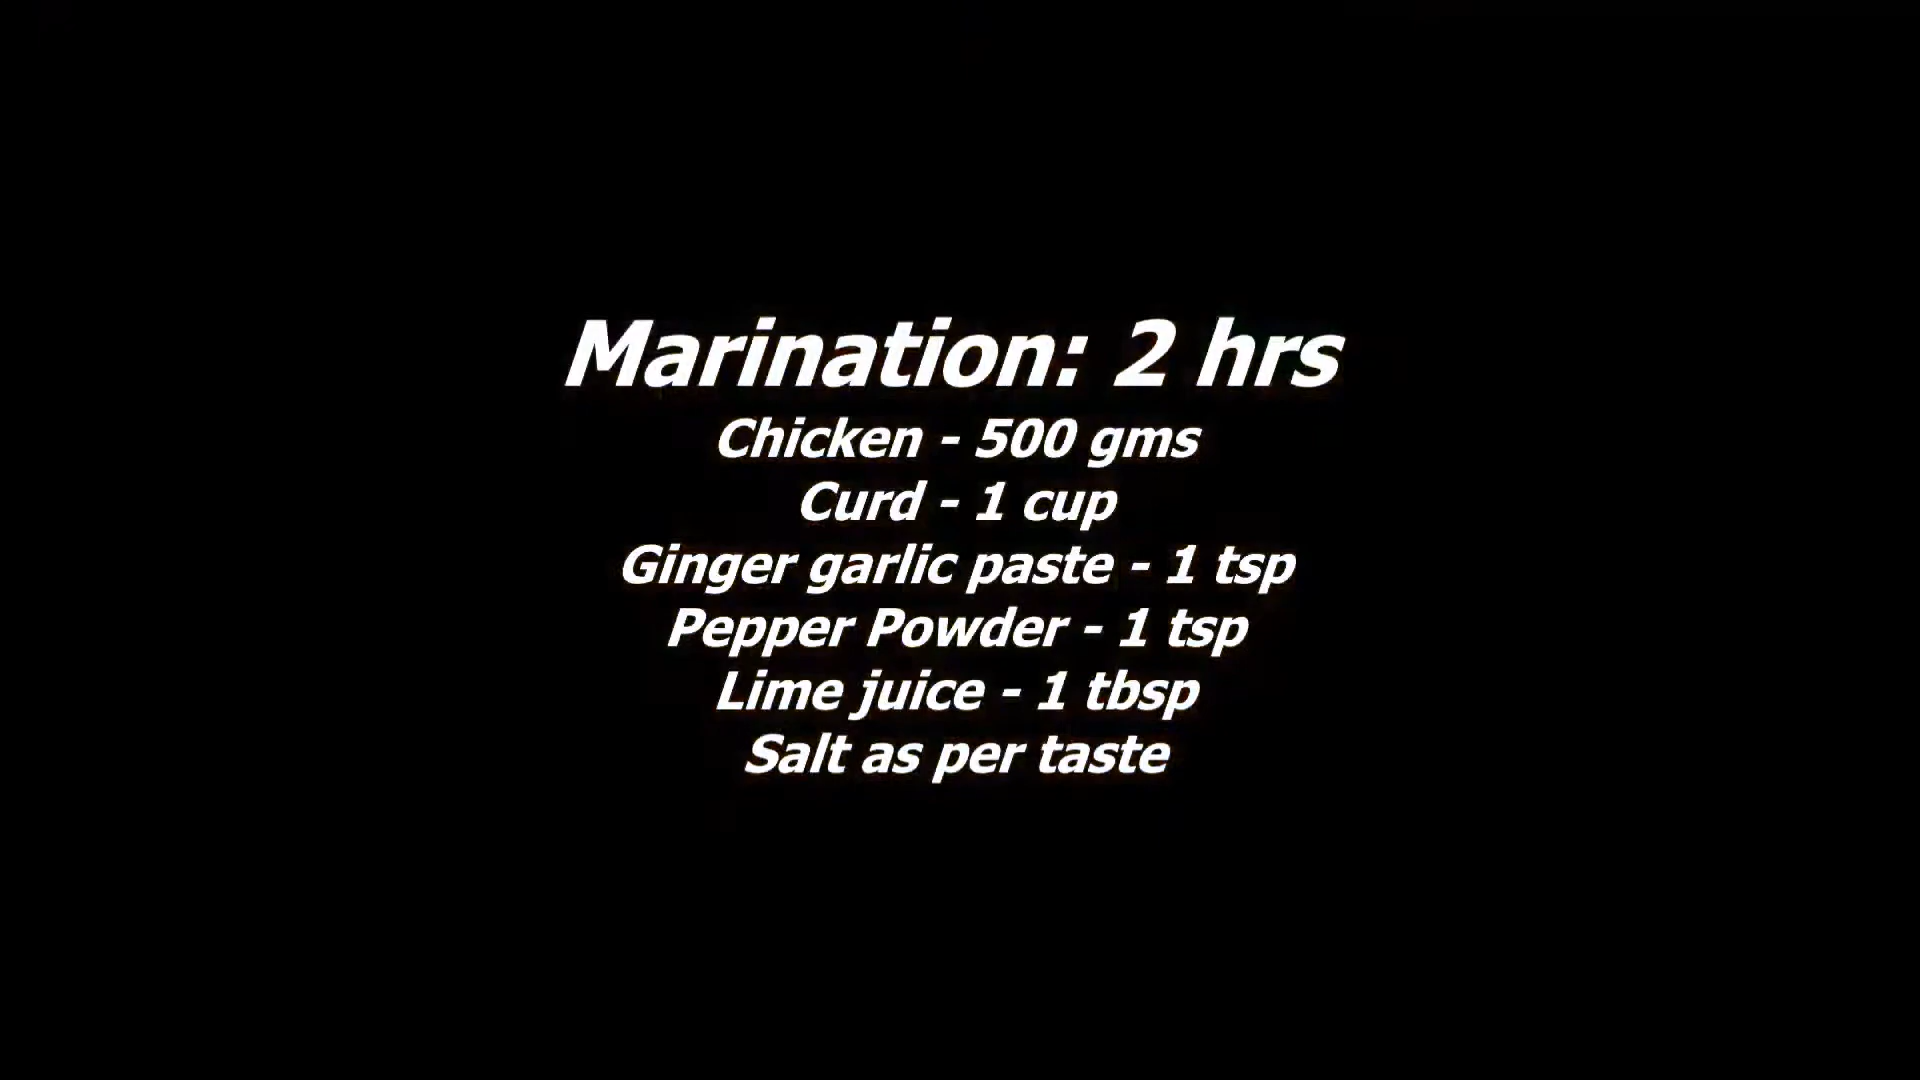 Marination: 2 hrs
Chicken - 500 gms
Curd - 1 cup
Ginger garlic paste - 1 tsp
Pepper Powder - 1 tsp
Lime juice - 1 tbsp
Salt as per taste